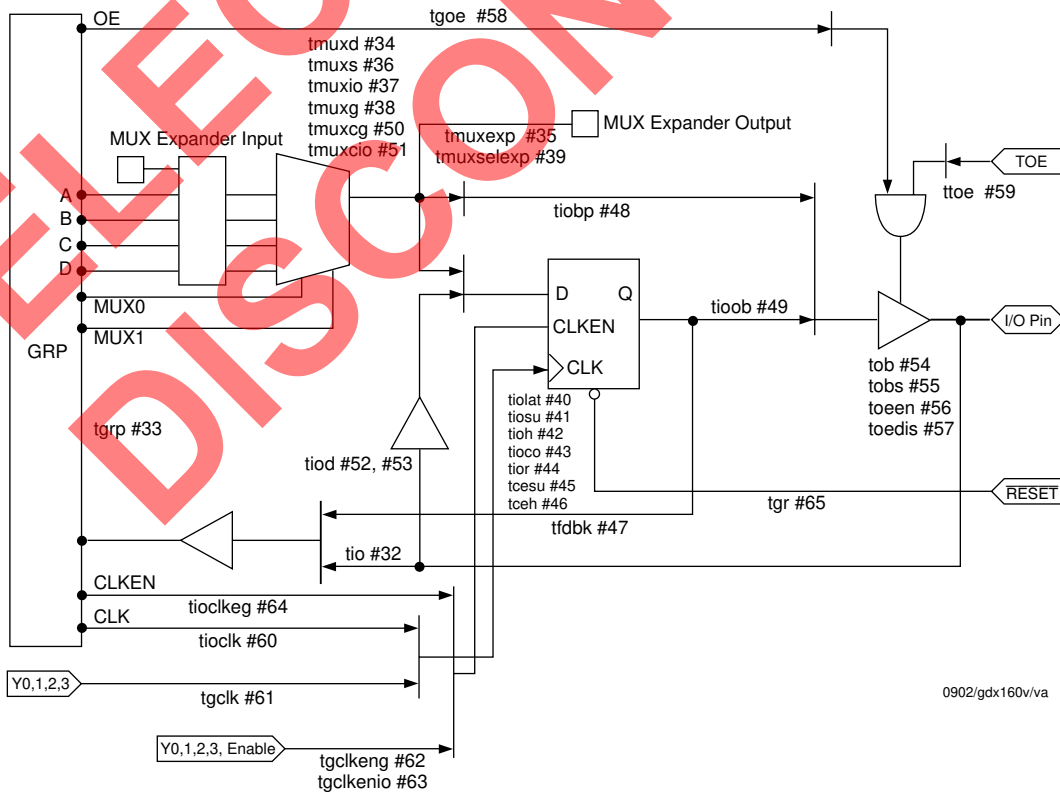 OE
tgoe #58
tmuxd #34
tmuxs #36
tmuxio #37
tmuxg #38
tmuxcg #50
tmuxcio #51
MUX Expander Input
tmuxexp #35
tmuxselexp #39
MUX Expander Output
TOE
ttoe #59
A
B
C
D
tiobp #48
MUX0
MUX1
GRP
D Q
CLKEN
CLK
tioob #49
I/O Pin
tob #54
tobs #55
toeen #56
toedis #57
tiolat #40
tiosu #41
tioh #42
tioco #43
tior #44
tcesu #45
tceh #46
tgrp #33
tiod #52, #53
RESET
tgr #65
tfdbk #47
tio #32
CLKEN
tioclkeg #64
CLK
tioclk #60
Y0,1,2,3
tgclk #61
0902/gdx160v/va
Y0,1,2,3, Enable
tgclkeng #62
tgclkenio #63
ELEC
DISCON